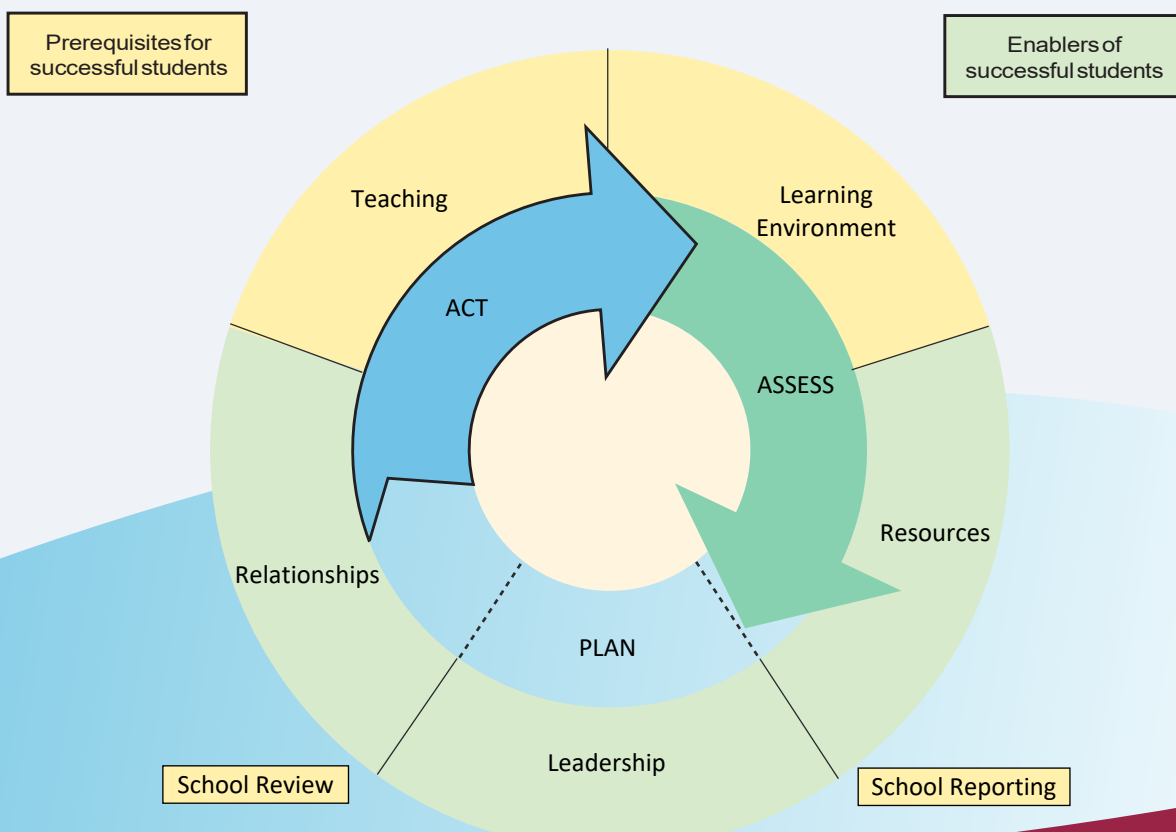 Prerequisites for
successful students
Enablers of
successful students
Teaching
Learning
Environment
ACT
ASSESS
Resources
Relationships
PLAN
Leadership
School Review
School Reporting